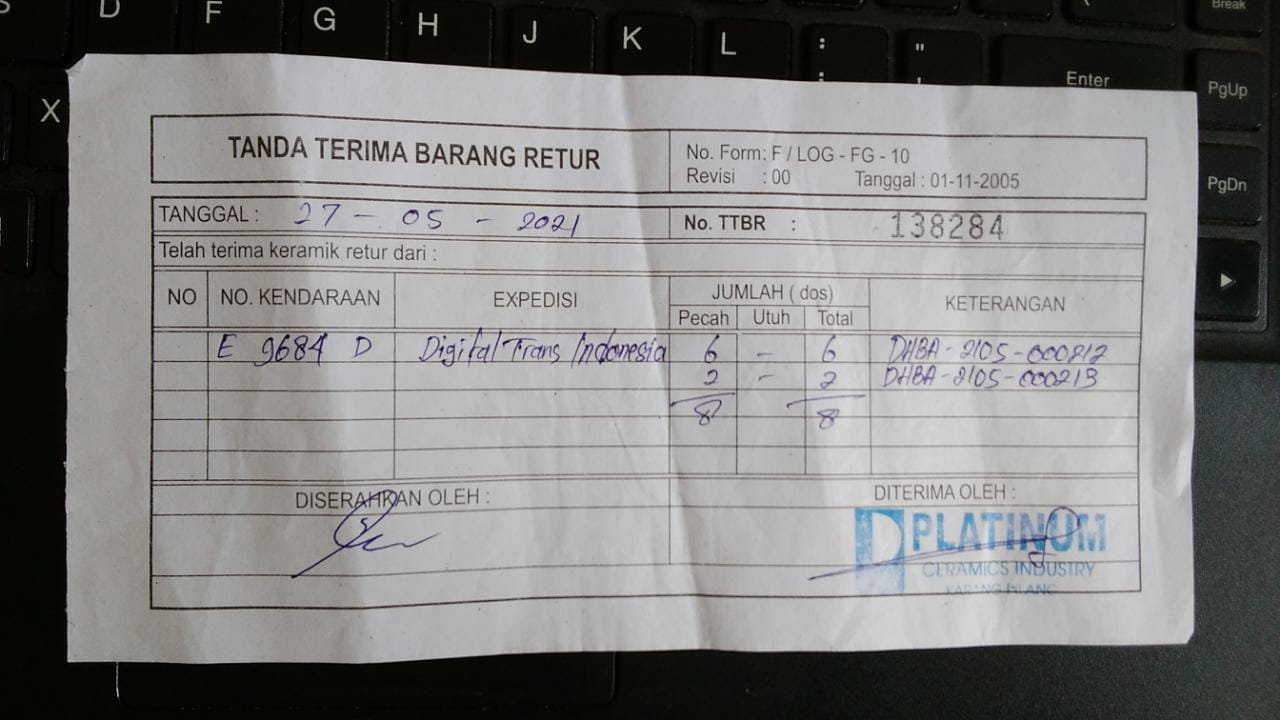 D F G H J K L : " Enter Break
; '
PgUp
X
PgDn
TANDA TERIMA BARANG RETUR
No. Form: F / LOG - FG - 10
Revisi : 00 Tanggal : 01-11-2005
TANGGAL : 27 - 05 - 2021 No. TTBR : 138284
Telah terima keramik retur dari :
NO NO. KENDARAAN EXPEDISI JUMLAH ( dos) KETERANGAN
Pecah Utuh Total
E 9684 D Digital Trans Indonesia 6 - 6 DHBA-2105-000212
2 - 2 DHBA-2105-000213
8 8
DISERAHKAN OLEH : DITERIMA OLEH :
PLATINUM
CERAMICS INDUSTRY
KARANG PILANG